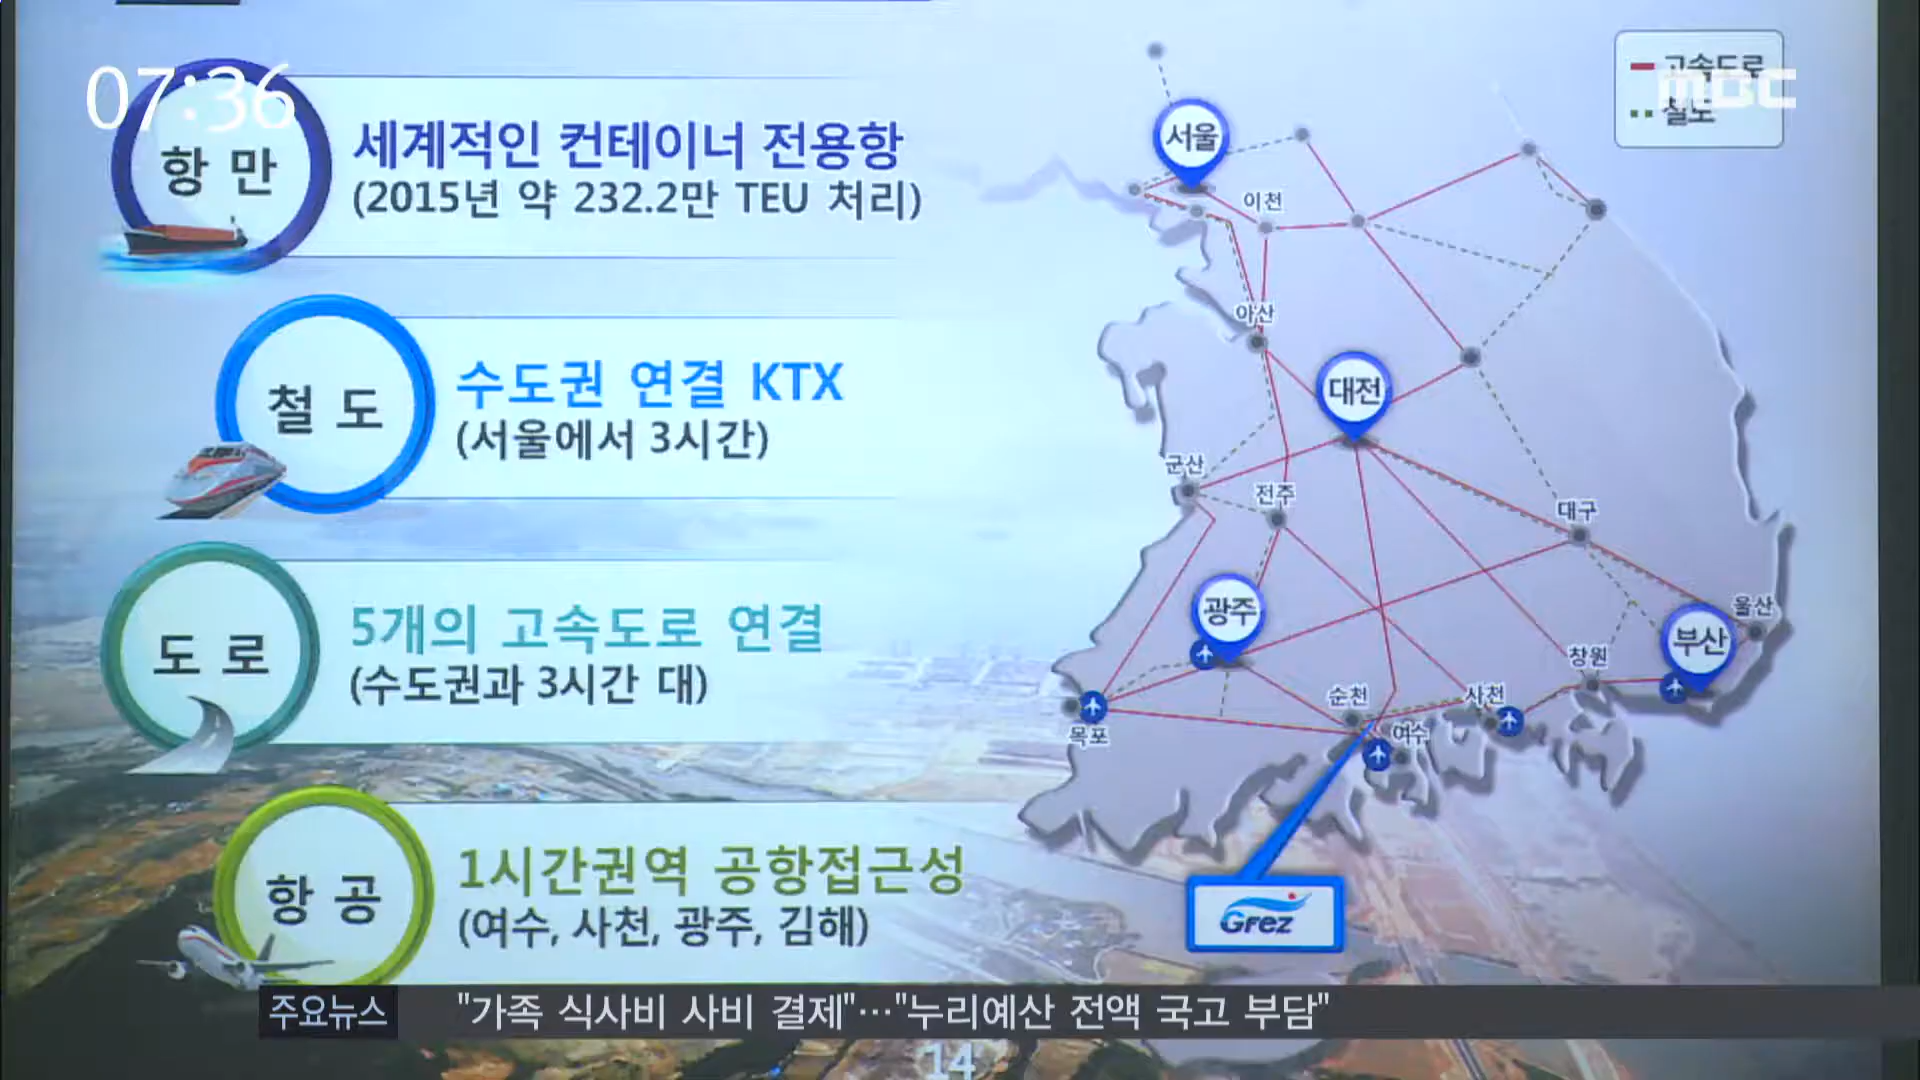 07:36
항 만
세계적인 컨테이너 전용항
(2015년 약 232.2만 TEU 처리)
철 도
수도권 연결 KTX
(서울에서 3시간)
도 로
5개의 고속도로 연결
(수도권과 3시간 대)
항 공
1시간권역 공항접근성
(여수, 사천, 광주, 김해)
고속도로
철도
MBC
서울
이천
아산
대전
군산
전주
대구
광주
울산
부산
창원
순천
사천
여수
목포
GFez
주요뉴스
"가족 식사비 사비 결제"…"누리예산 전액 국고 부담"
14